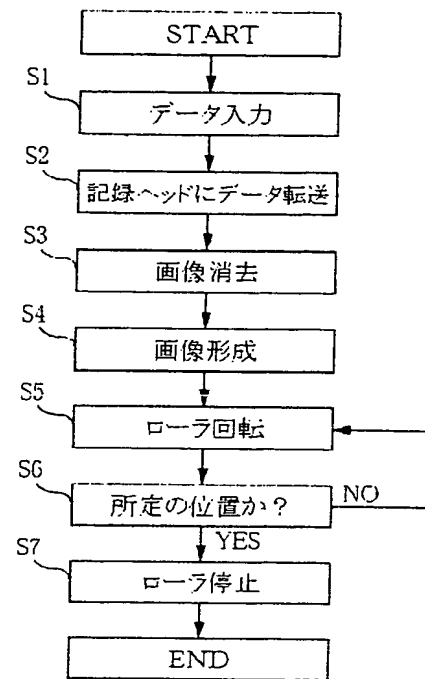 START
S1
データ入力
S2
記録ヘッドにデータ転送
S3
画像消去
S4
画像形成
S5
ローラ回転
S6
所定の位置か?
NO
YES
S7
ローラ停止
END